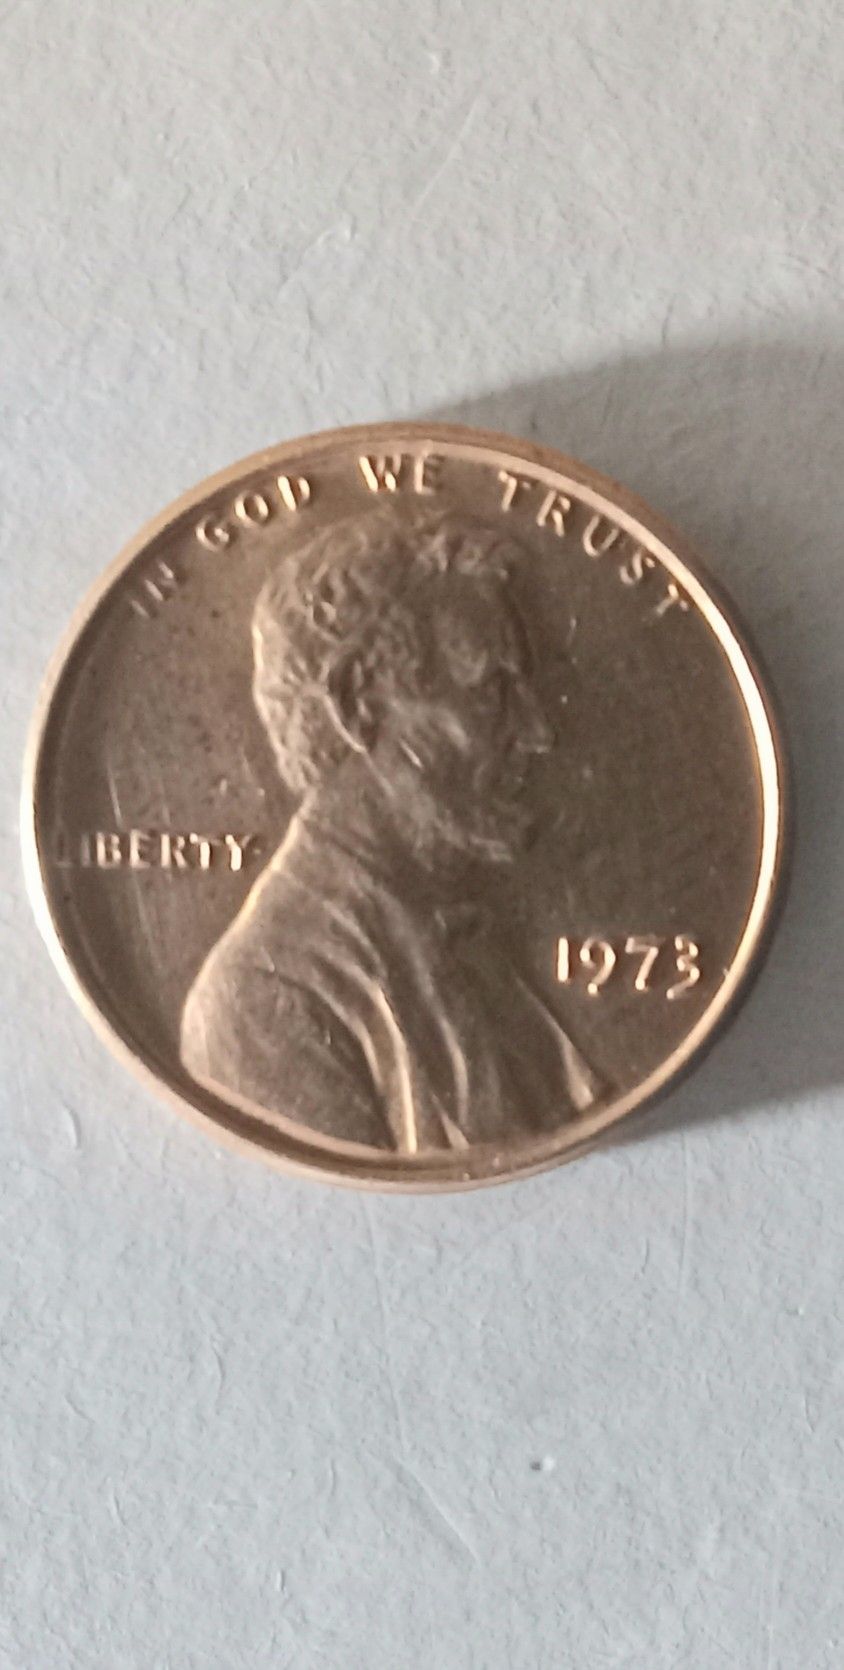 IN GOD WE TRUST
LIBERTY
1973